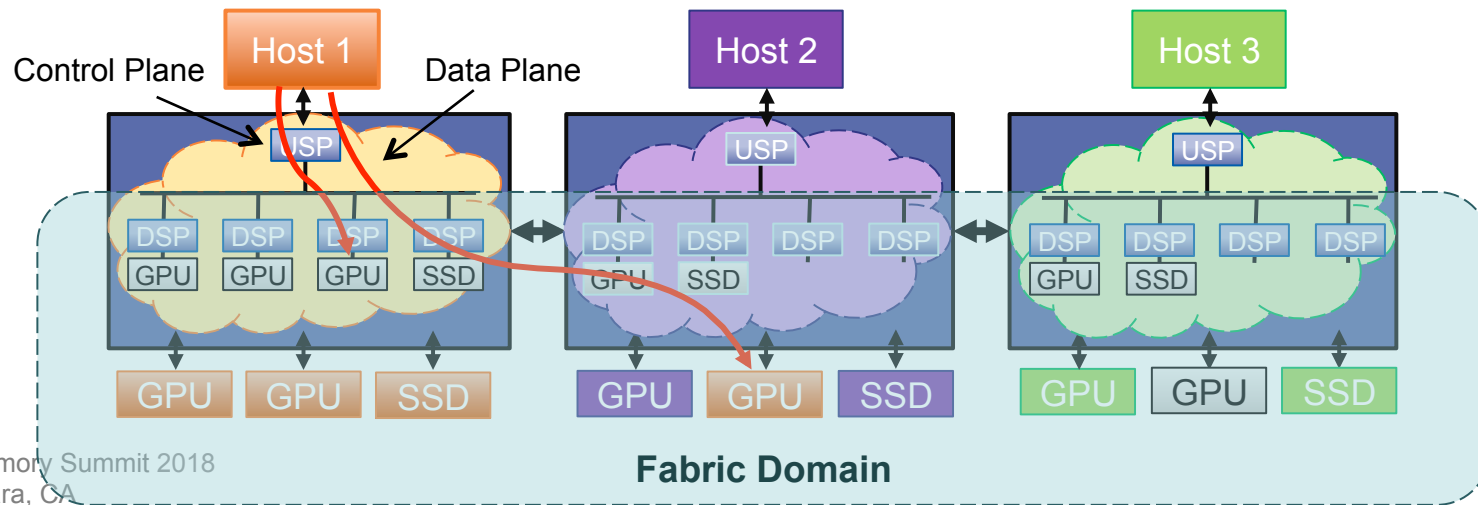 Host 1
Host 2
Host 3
Control Plane
Data Plane
USP
USP
USP
DSP DSP DSP DSP
DSP DSP DSP DSP
DSP DSP DSP DSP
GPU GPU GPU SSD
GPU SSD
GPU SSD
GPU GPU SSD
GPU GPU SSD
GPU GPU SSD
mory Summit 2018
ra, CA
Fabric Domain